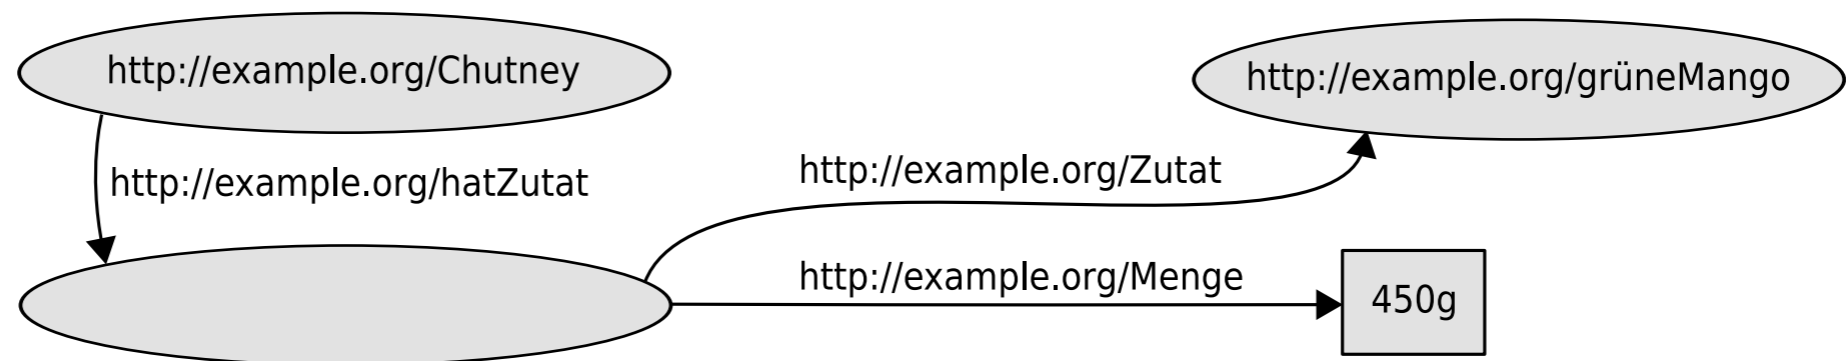 http://example.org/Chutney
http://example.org/grüneMango
http://example.org/hatZutat
http://example.org/Zutat
http://example.org/Menge
450g